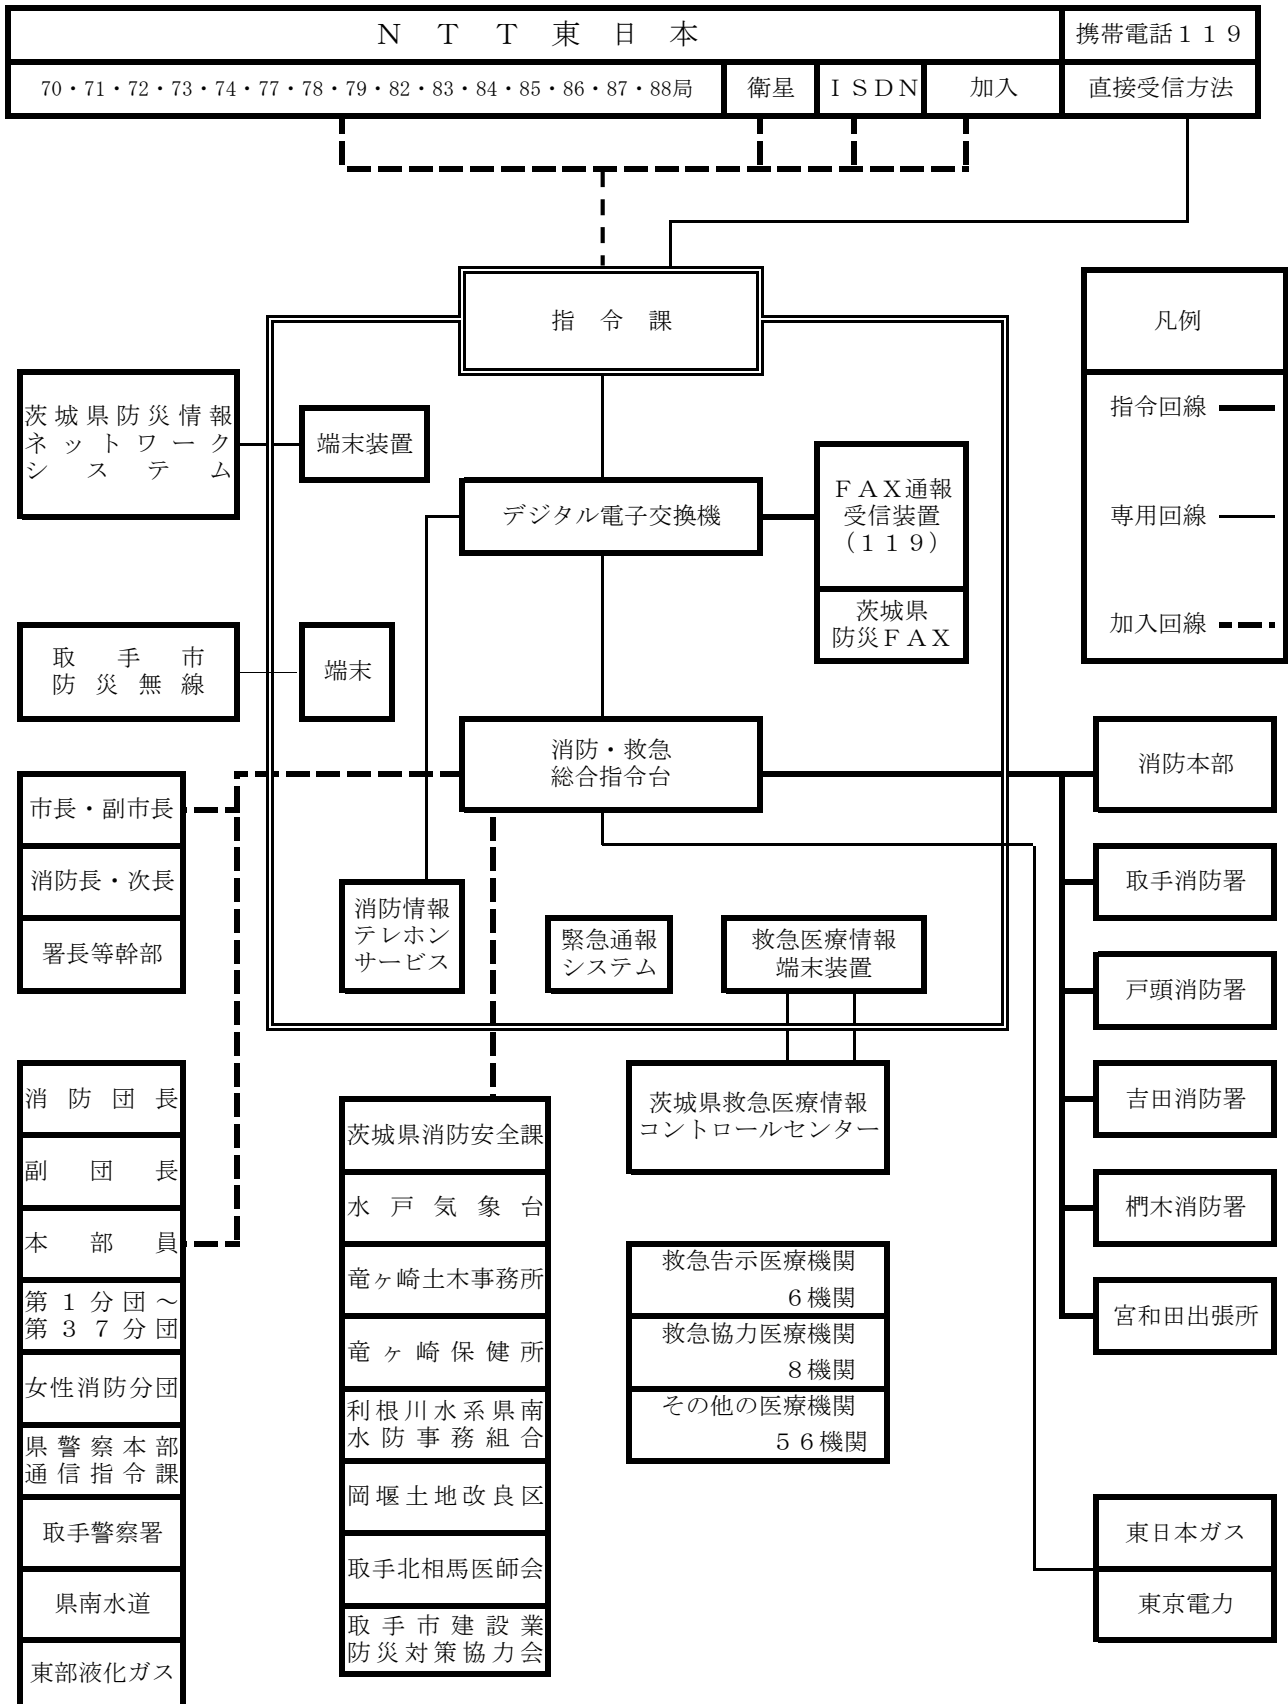 ＮＴＴ東日本
携帯電話１１９
70・71・72・73・74・77・78・79・82・83・84・85・86・87・88局
衛星
ＩＳＤＮ
加入
直接受信方法
指令課
凡例
指令回線
専用回線
加入回線
茨城県防災情報
ネットワーク
システム
端末装置
デジタル電子交換機
ＦＡＸ通報
受信装置
（１１９）
茨城県
防災ＦＡＸ
取手市
防災無線
端末
消防・救急
総合指令台
消防本部
市長・副市長
消防長・次長
署長等幹部
消防情報
テレホン
サービス
緊急通報
システム
救急医療情報
端末装置
取手消防署
戸頭消防署
吉田消防署
椚木消防署
宮和田出張所
消防団長
副団長
本部員
第１分団～
第３７分団
女性消防分団
県警察本部
通信指令課
取手警察署
県南水道
東部液化ガス
茨城県消防安全課
水戸気象台
竜ヶ崎土木事務所
竜ヶ崎保健所
利根川水系県南
水防事務組合
岡堰土地改良区
取手北相馬医師会
取手市建設業
防災対策協力会
茨城県救急医療情報
コントロールセンター
救急告示医療機関
６機関
救急協力医療機関
８機関
その他の医療機関
５６機関
東日本ガス
東京電力